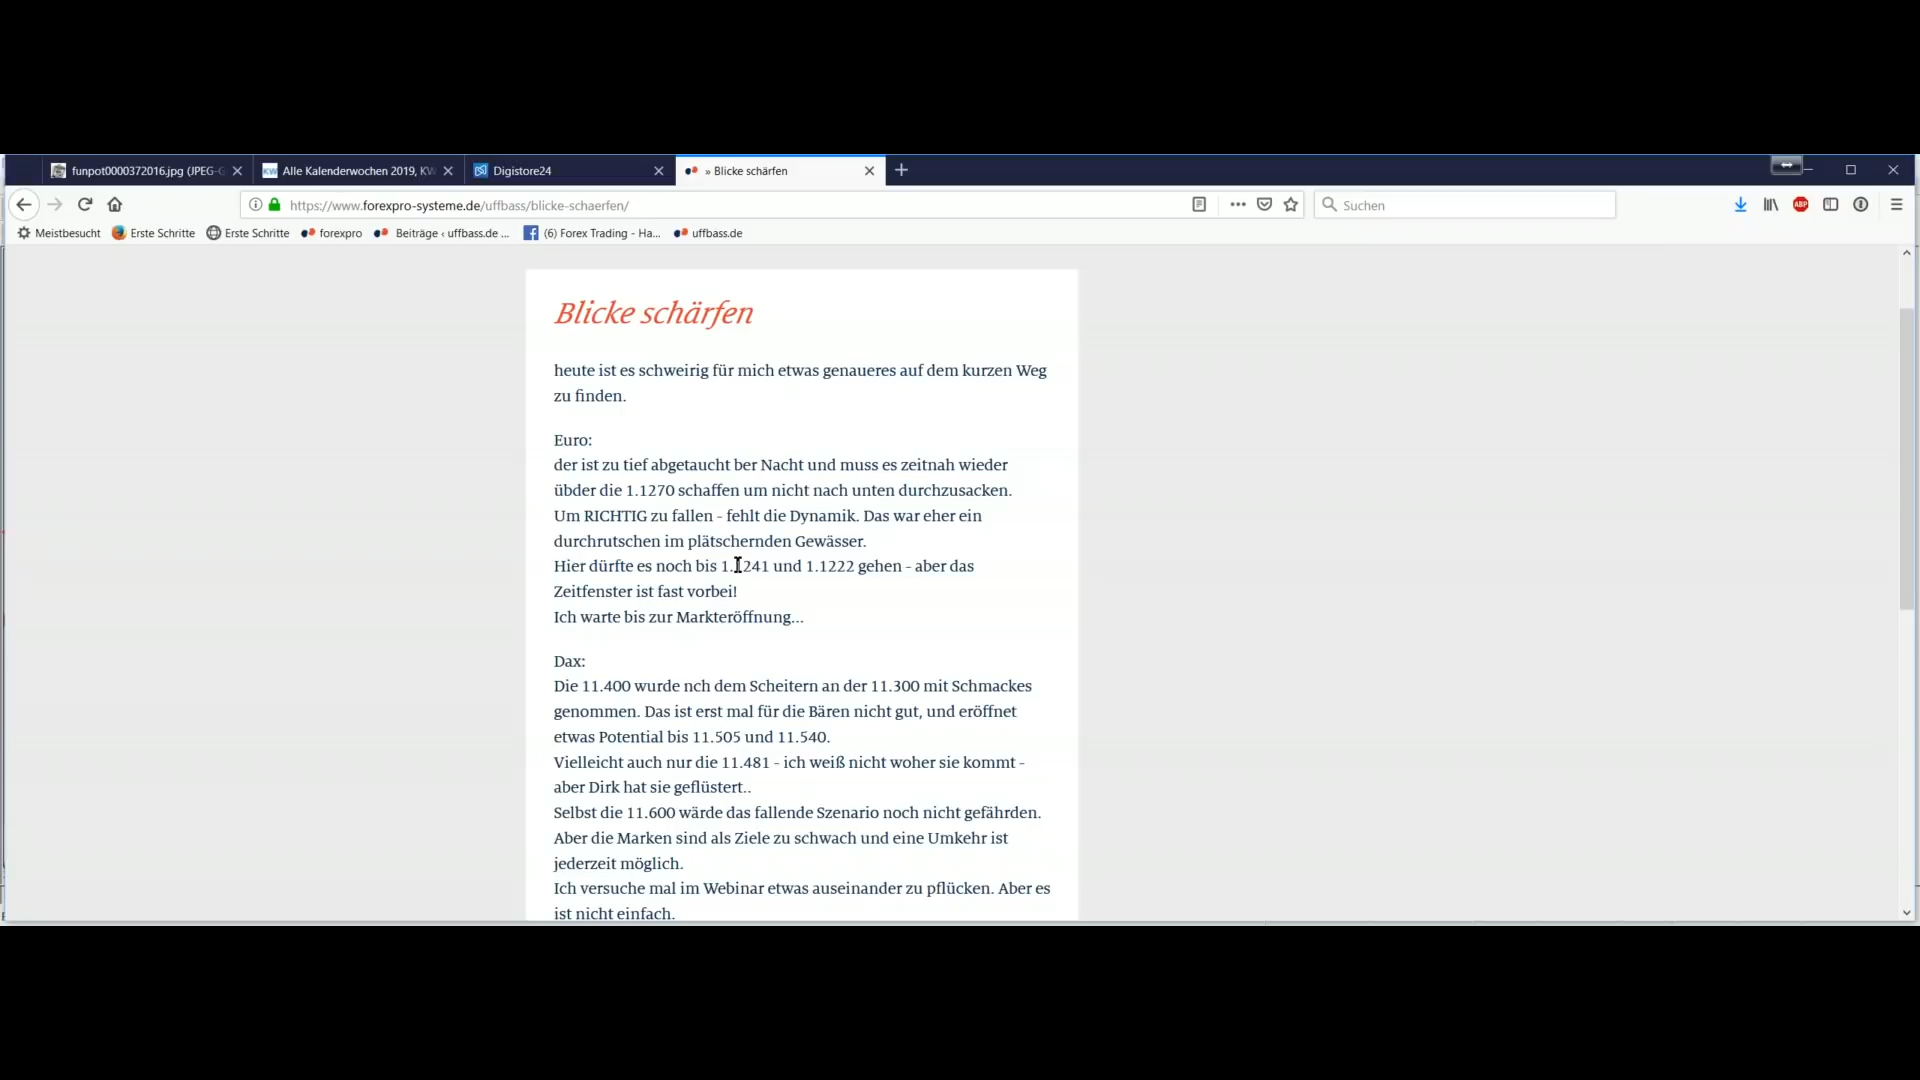 funpot0000372016.jpg (JPEG-G
Alle Kalenderwochen 2019, KW
Digistore24
» Blicke schärfen
https://www.forexpro-systeme.de/uffbass/blicke-schaerfen/
Suchen
Meistbesucht
Erste Schritte
Erste Schritte
forexpro
Beiträge ‹ uffbass.de ...
(6) Forex Trading - Ha...
uffbass.de
Blicke schärfen
heute ist es schweirig für mich etwas genaueres auf dem kurzen Weg
zu finden.
Euro:
der ist zu tief abgetaucht ber Nacht und muss es zeitnah wieder
übder die 1.1270 schaffen um nicht nach unten durchzusacken.
Um RICHTIG zu fallen - fehlt die Dynamik. Das war eher ein
durchrutschen im plätschernden Gewässer.
Hier dürfte es noch bis 1.1241 und 1.1222 gehen - aber das
Zeitfenster ist fast vorbei!
Ich warte bis zur Markteröffnung...
Dax:
Die 11.400 wurde nch dem Scheitern an der 11.300 mit Schmackes
genommen. Das ist erst mal für die Bären nicht gut, und eröffnet
etwas Potential bis 11.505 und 11.540.
Vielleicht auch nur die 11.481 - ich weiß nicht woher sie kommt -
aber Dirk hat sie geflüstert..
Selbst die 11.600 wärde das fallende Szenario noch nicht gefährden.
Aber die Marken sind als Ziele zu schwach und eine Umkehr ist
jederzeit möglich.
Ich versuche mal im Webinar etwas auseinander zu pflücken. Aber es
ist nicht einfach.